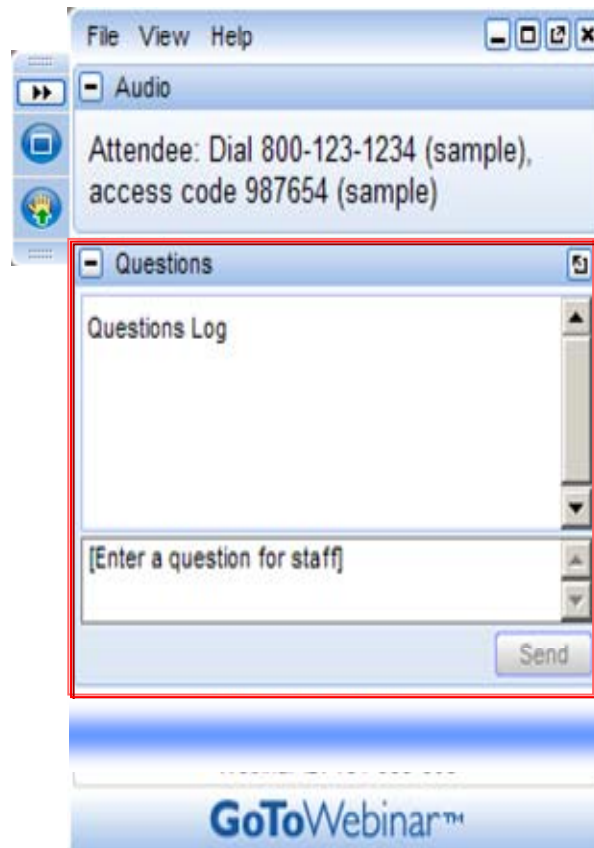 File View Help
Audio
Attendee: Dial 800-123-1234 (sample),
access code 987654 (sample)
Questions
Questions Log
[Enter a question for staff]
Send
GoToWebinar™